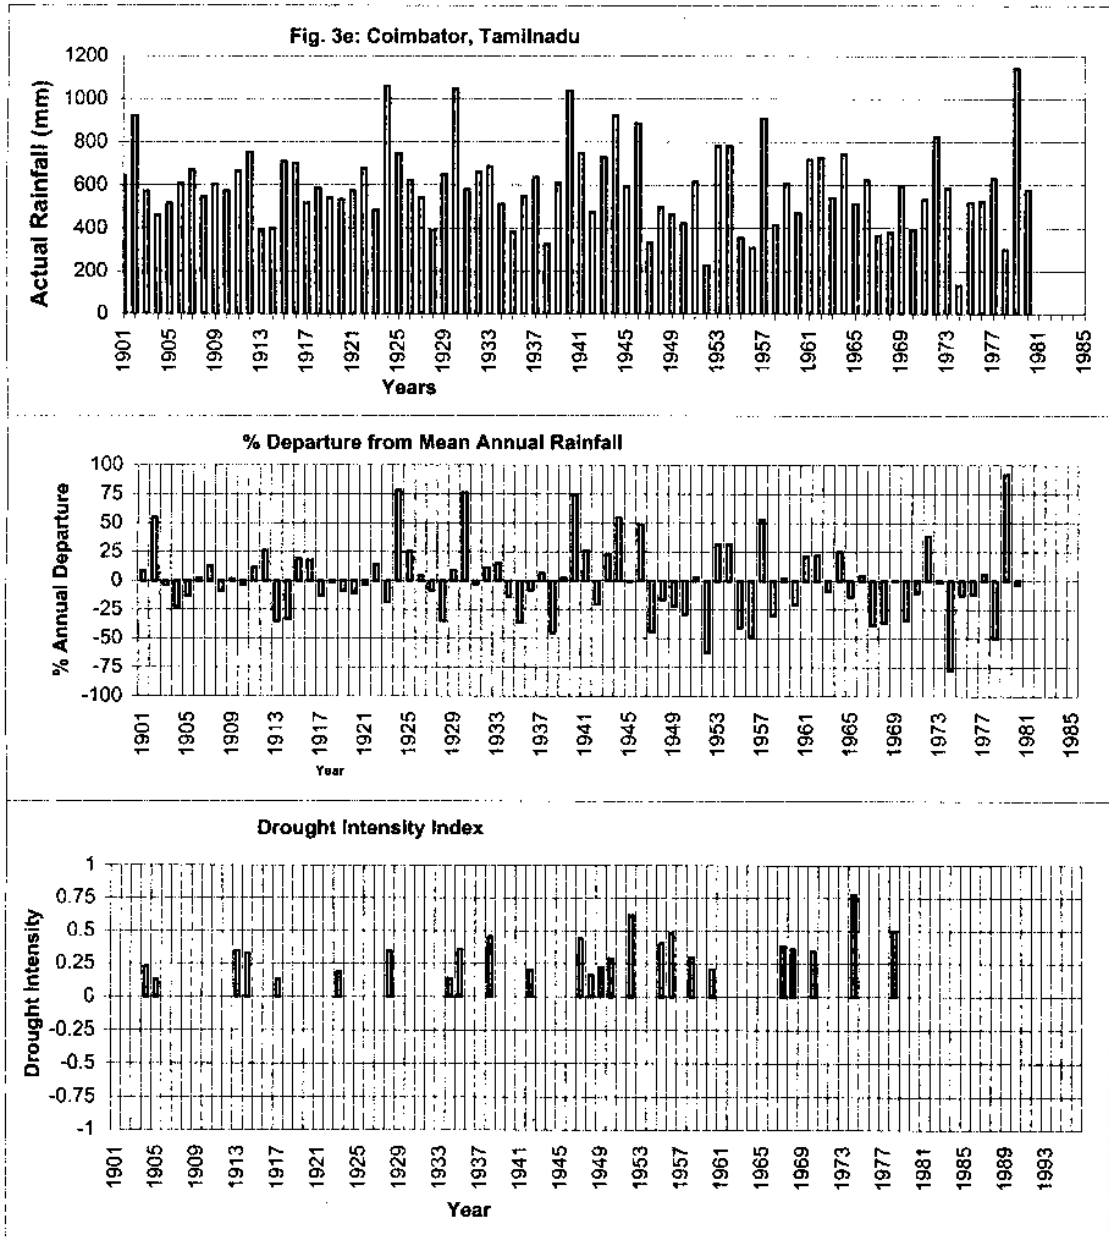 Fig. 3e: Coimbator, Tamilnadu
Actual Rainfall (mm)
1200
1000
800
600
400
200
0
1901 1905 1909 1913 1917 1921 1925 1929 1933 1937 1941 1945 1949 1953 1957 1961 1965 1969 1973 1977 1981 1985
Years
% Departure from Mean Annual Rainfall
% Annual Departure
100
75
50
25
0
-25
-50
-75
-100
1901 1905 1909 1913 1917 1921 1925 1929 1933 1937 1941 1945 1949 1953 1957 1961 1965 1969 1973 1977 1981 1985
Year
Drought Intensity Index
Drought Intensity
1
0.75
0.5
0.25
0
-0.25
-0.5
-0.75
-1
1901 1905 1909 1913 1917 1921 1925 1929 1933 1937 1941 1945 1949 1953 1957 1961 1965 1969 1973 1977 1981 1985 1989 1993
Year